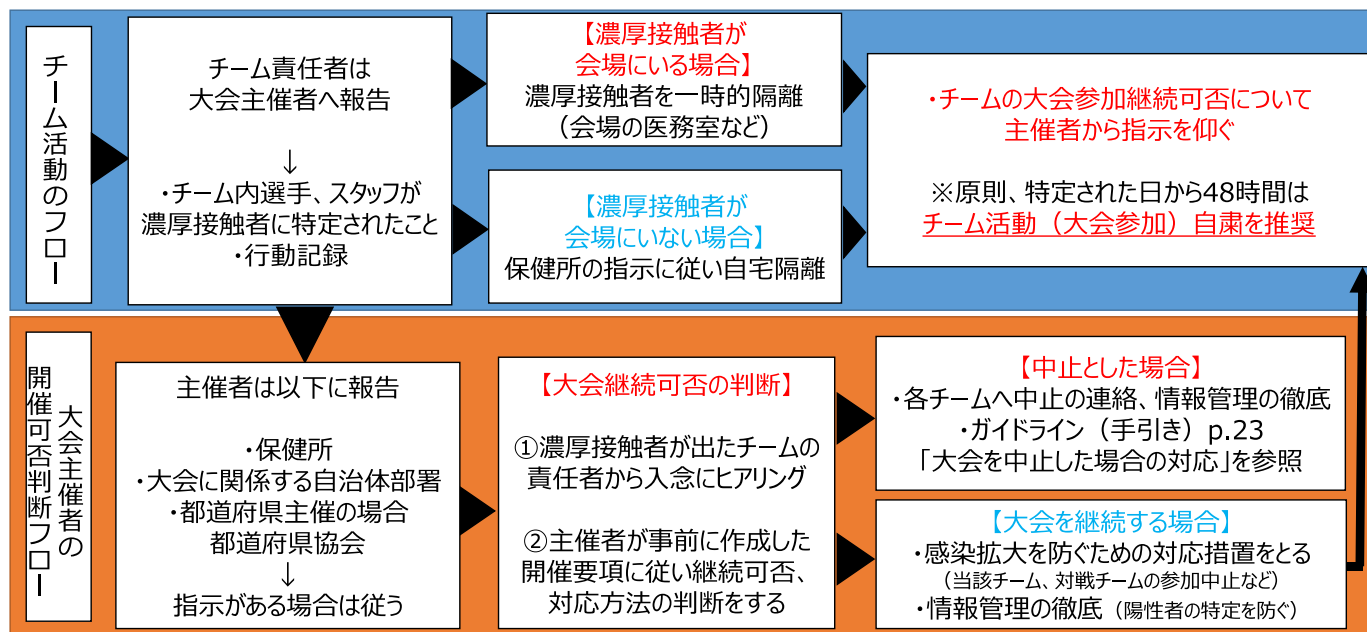 チーム活動のフロー
チーム責任者は
大会主催者へ報告
↓
・チーム内選手、スタッフが
濃厚接触者に特定されたこと
・行動記録
【濃厚接触者が
会場にいる場合】
濃厚接触者を一時的隔離
（会場の医務室など）
【濃厚接触者が
会場にいない場合】
保健所の指示に従い自宅隔離
・チームの大会参加継続可否について
主催者から指示を仰ぐ
※原則、特定された日から48時間は
チーム活動（大会参加）自粛を推奨
大会主催者の
開催可否判断フロー
主催者は以下に報告
・保健所
・大会に関係する自治体部署
・都道府県主催の場合
都道府県協会
↓
指示がある場合は従う
【大会継続可否の判断】
①濃厚接触者が出たチームの
責任者から入念にヒアリング
②主催者が事前に作成した
開催要項に従い継続可否、
対応方法の判断をする
【中止とした場合】
・各チームへ中止の連絡、情報管理の徹底
・ガイドライン（手引き）p.23
「大会を中止した場合の対応」を参照
【大会を継続する場合】
・感染拡大を防ぐための対応措置をとる
（当該チーム、対戦チームの参加中止など）
・情報管理の徹底（陽性者の特定を防ぐ）